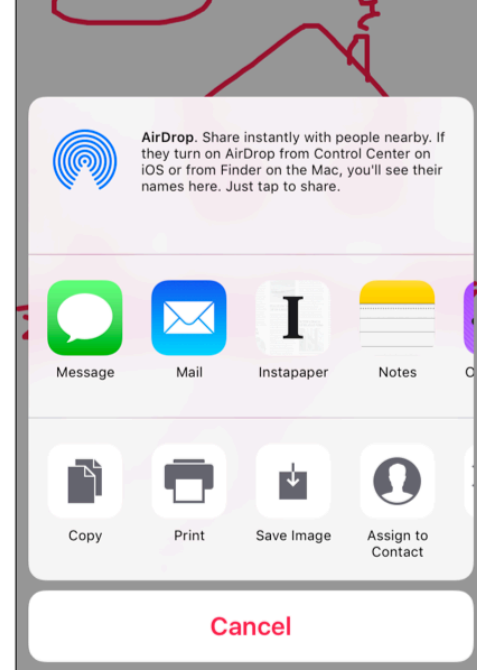 AirDrop. Share instantly with people nearby. If
they turn on AirDrop from Control Center on
iOS or from Finder on the Mac, you'll see their
names here. Just tap to share.
I
Message Mail Instapaper Notes
Copy Print Save Image Assign to
Contact
Cancel